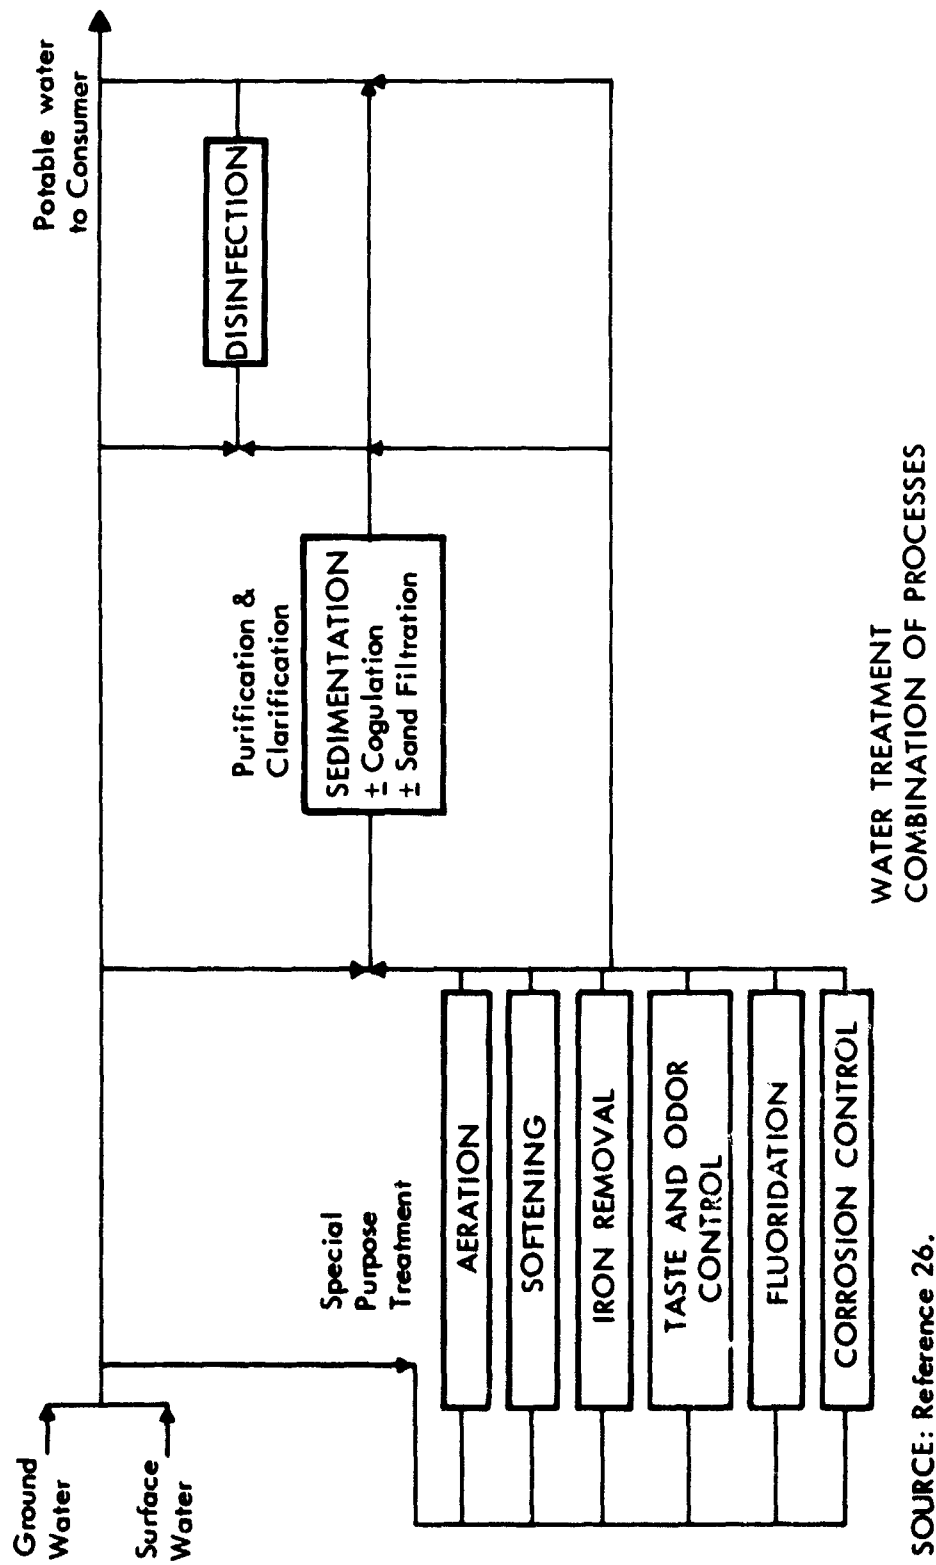 Ground
Water
Surface
Water
Special
Purpose
Treatment
AERATION
SOFTENING
IRON REMOVAL
TASTE AND ODOR
CONTROL
FLUORIDATION
CORROSION CONTROL
Purification &
Clarification
SEDIMENTATION
± Cogulation
± Sand Filtration
DISINFECTION
Potable water
to Consumer
WATER TREATMENT
COMBINATION OF PROCESSES
SOURCE: Reference 26.